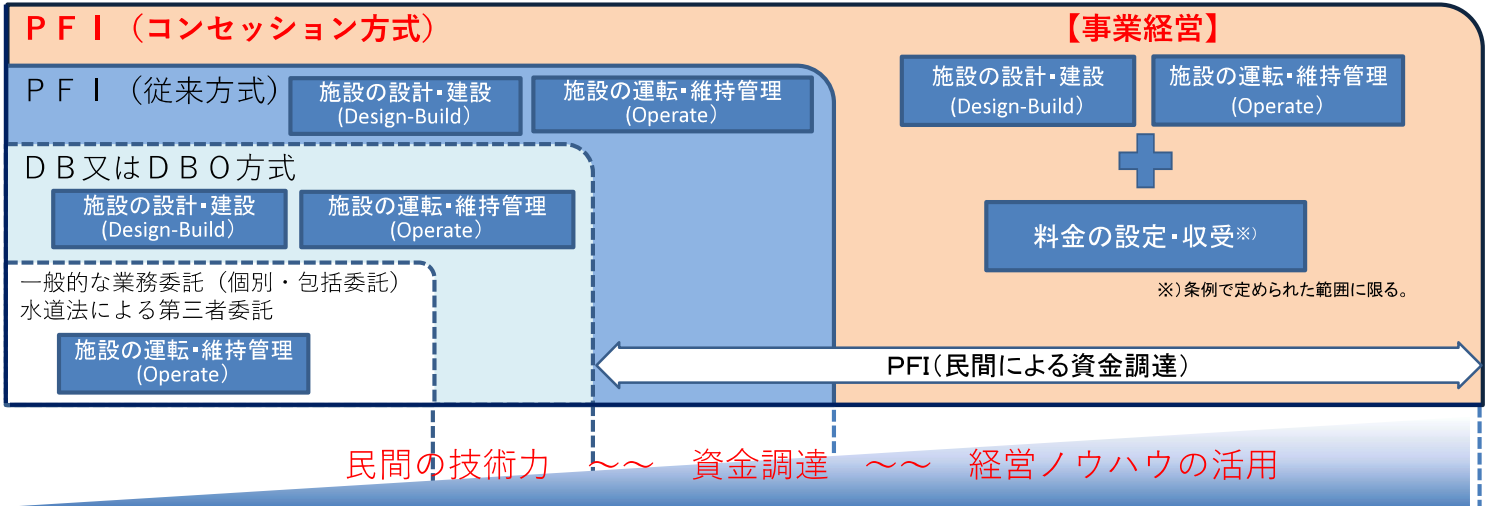 ＰＦＩ（コンセッション方式）
【事業経営】
施設の設計･建設
(Design-Build）
施設の運転･維持管理
(Operate）
料金の設定･収受※）
※）条例で定められた範囲に限る。
ＰＦＩ（従来方式）
施設の設計･建設
(Design-Build）
施設の運転･維持管理
(Operate）
ＤＢ又はＤＢＯ方式
施設の設計･建設
(Design-Build）
施設の運転･維持管理
(Operate）
一般的な業務委託（個別・包括委託）
水道法による第三者委託
施設の運転･維持管理
(Operate）
PFI（民間による資金調達）
民間の技術力　～～　資金調達　～～　経営ノウハウの活用